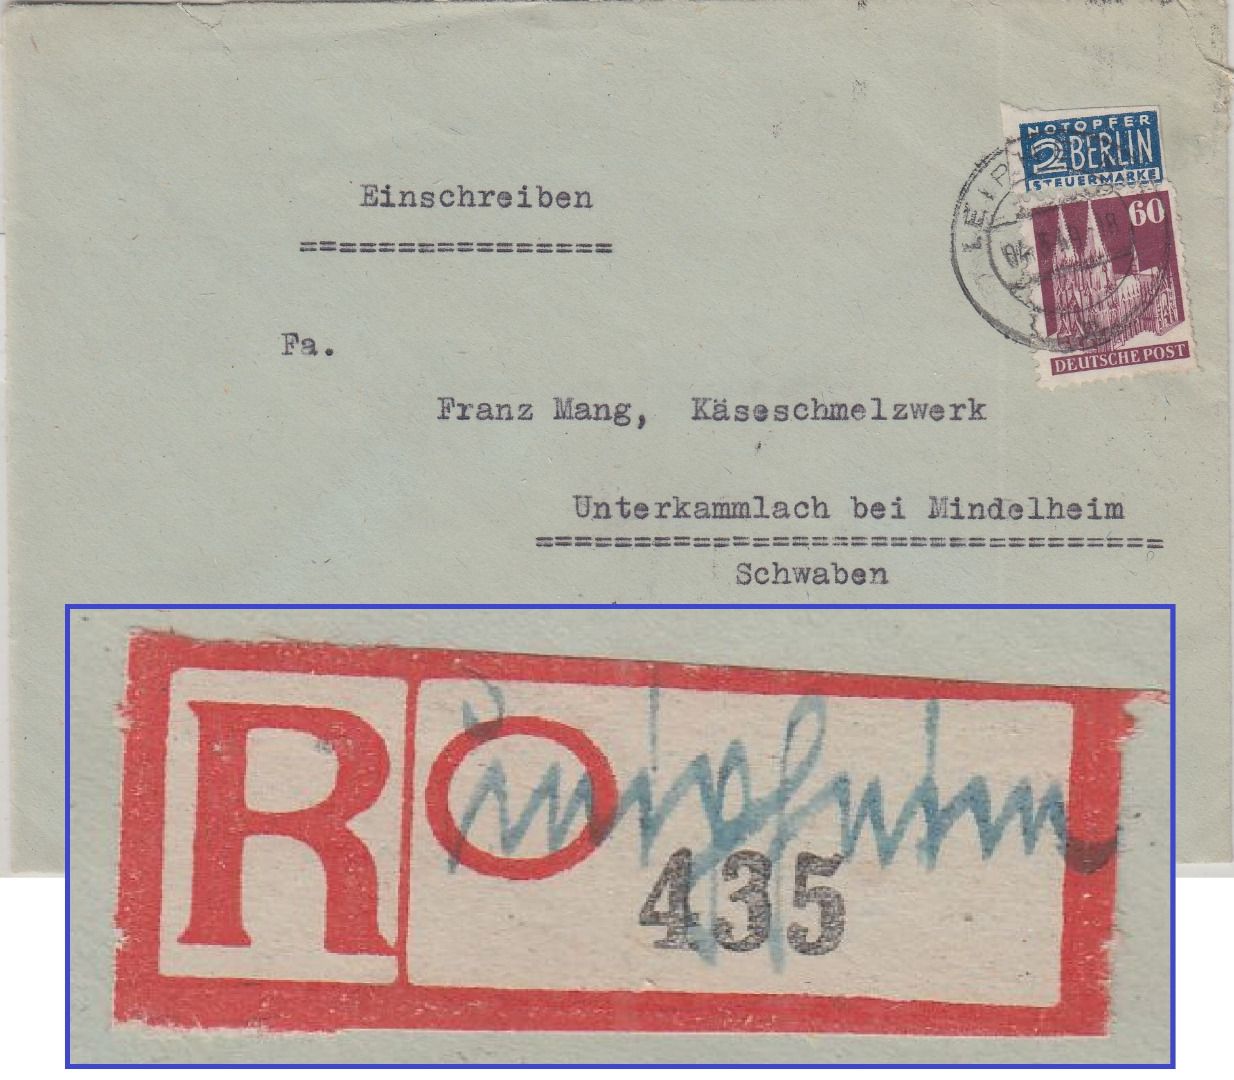 NOTOPFER
2 BERLIN
STEUERMARKE
60
DEUTSCHE POST
Einschreiben
================
Fa.
Franz Mang, Käseschmelzwerk
Unterkammlach bei Mindelheim
================================
Schwaben
R
435